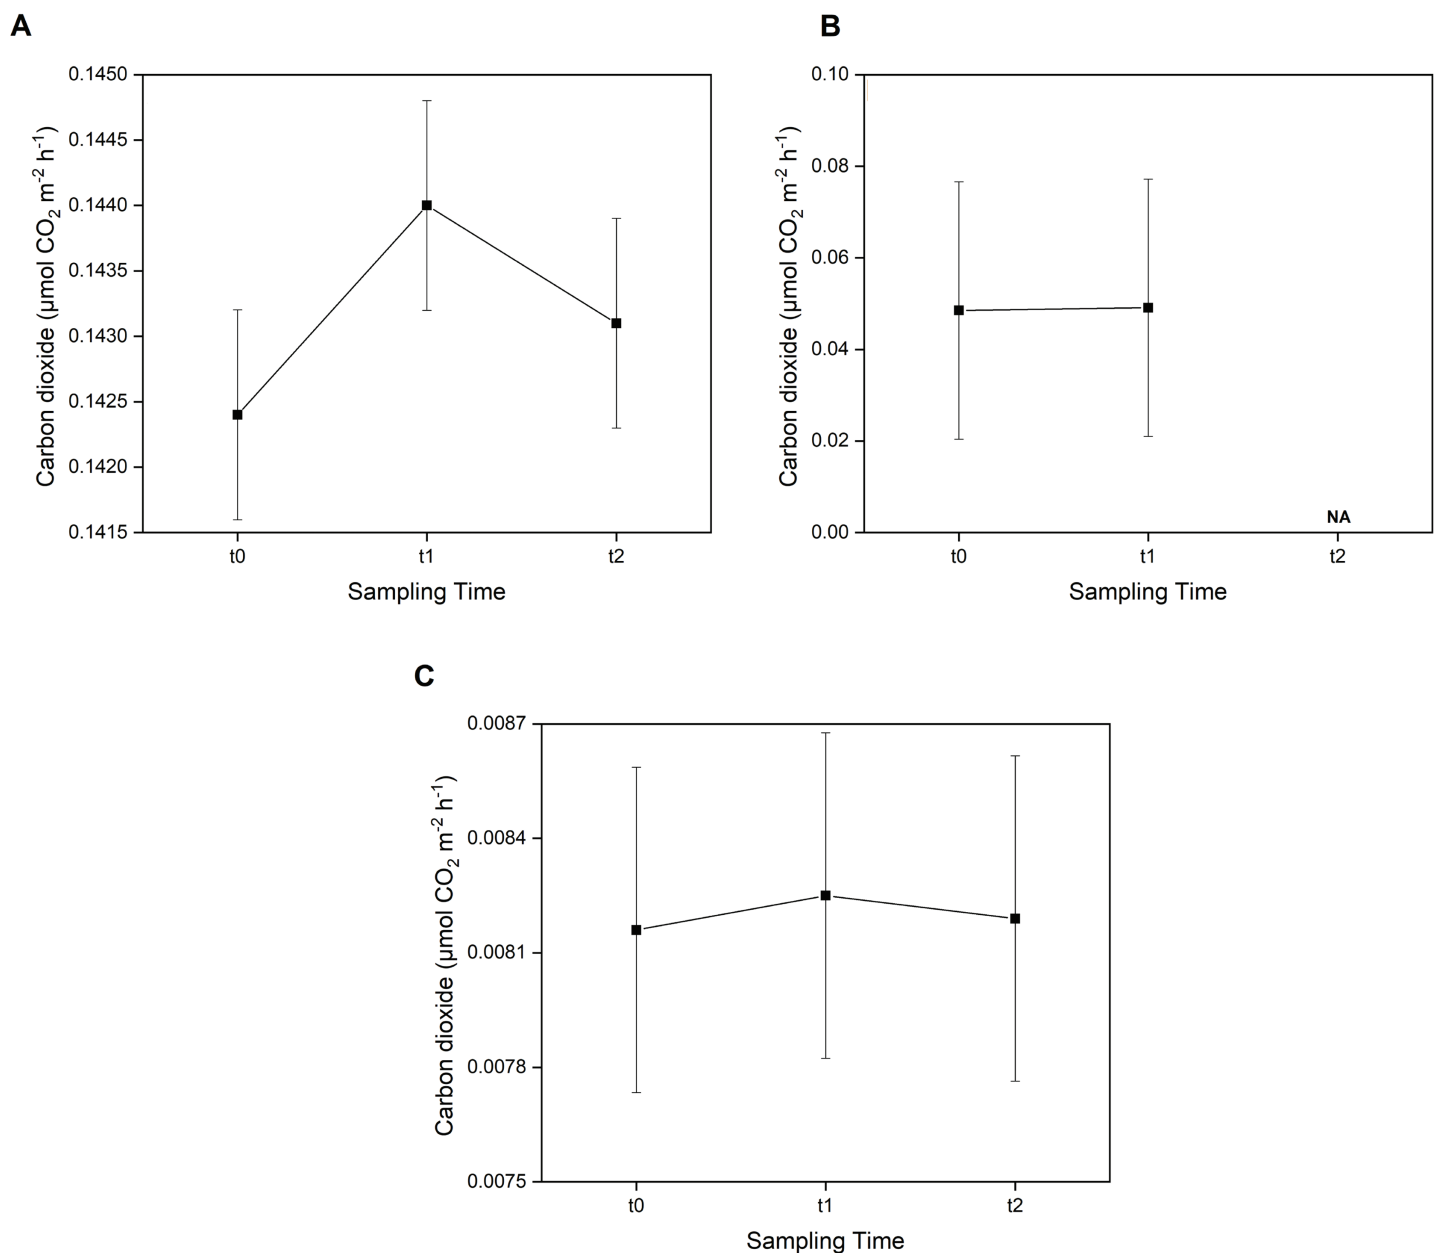 A
Carbon dioxide (µmol CO2 m-2 h-1)
0.1450
0.1445
0.1440
0.1435
0.1430
0.1425
0.1420
0.1415
t0 t1 t2
Sampling Time
B
Carbon dioxide (µmol CO2 m-2 h-1)
0.10
0.08
0.06
0.04
0.02
0.00
NA
t0 t1 t2
Sampling Time
C
Carbon dioxide (µmol CO2 m-2 h-1)
0.0087
0.0084
0.0081
0.0078
0.0075
t0 t1 t2
Sampling Time